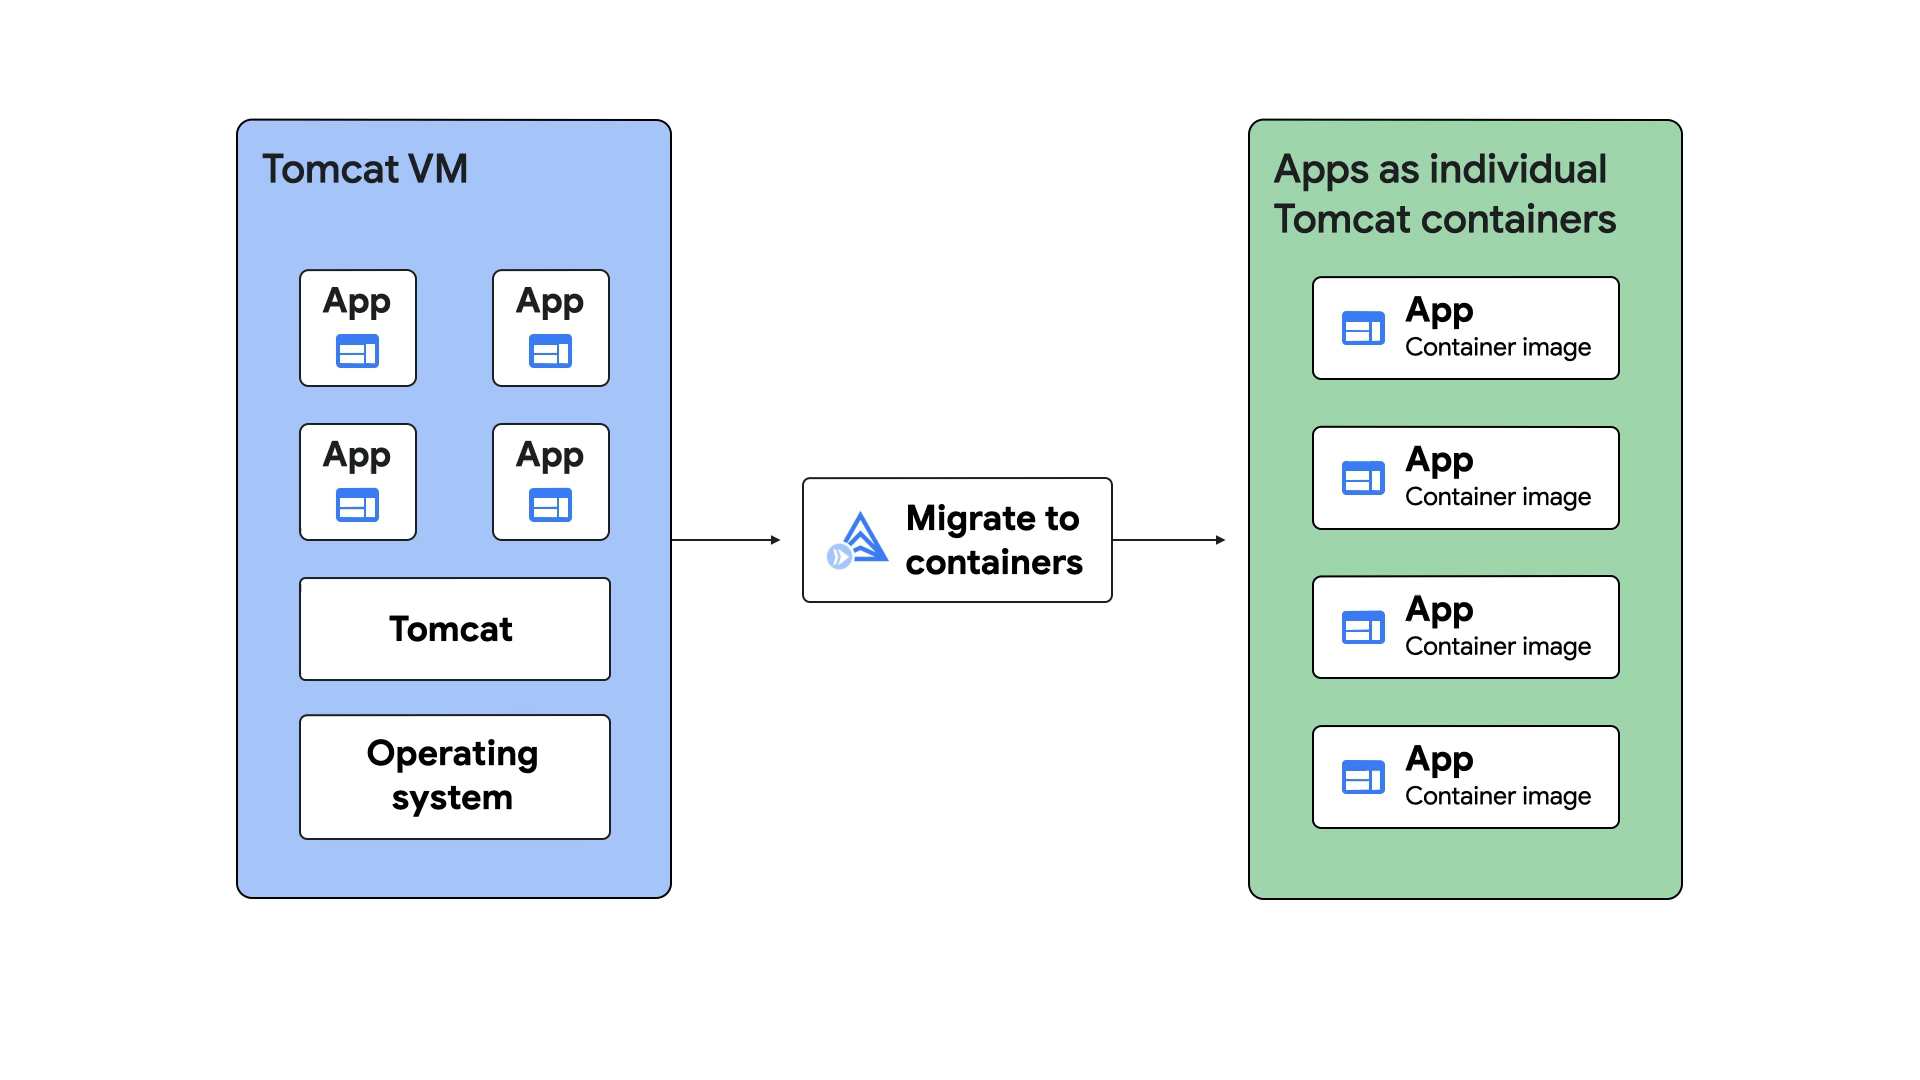 Tomcat VM
App
App
App
App
Tomcat
Operating
system
Migrate to
containers
Apps as individual
Tomcat containers
App
Container image
App
Container image
App
Container image
App
Container image